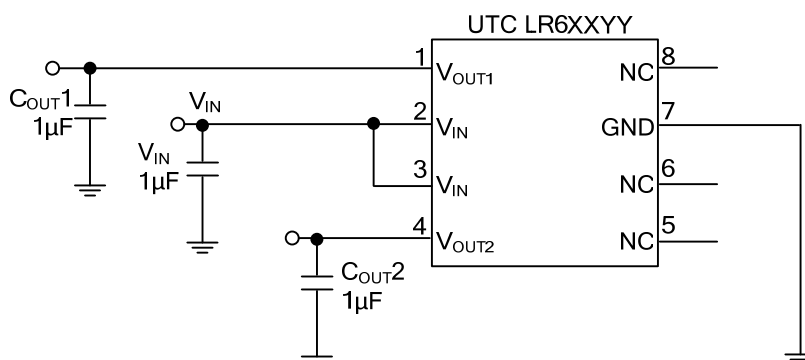 UTC LR6XXYY
1
VOUT1
COUT1
1µF
VIN
2
VIN
VIN
1µF
3
VIN
4
VOUT2
COUT2
1µF
8
NC
7
GND
6
NC
5
NC